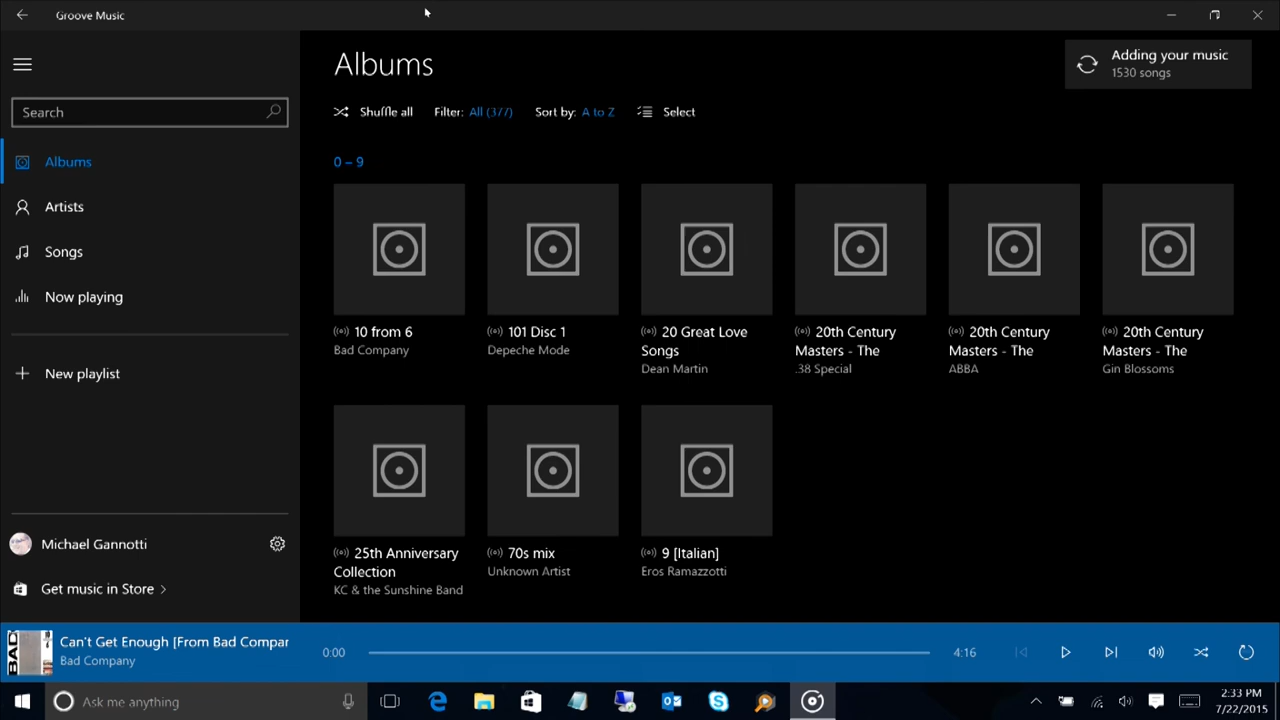 Groove Music
Albums
Adding your music
1530 songs
Search
Shuffle all
Filter: All (377)
Sort by: A to Z
Select
Albums
Artists
Songs
Now playing
New playlist
0 – 9
10 from 6
Bad Company
101 Disc 1
Depeche Mode
20 Great Love
Songs
Dean Martin
20th Century
Masters - The
.38 Special
20th Century
Masters - The
ABBA
20th Century
Masters - The
Gin Blossoms
25th Anniversary
Collection
KC & the Sunshine Band
70s mix
Unknown Artist
9 [Italian]
Eros Ramazzotti
Michael Gannotti
Get music in Store
BAD
Can't Get Enough [From Bad Compar
Bad Company
0:00
4:16
Ask me anything
2:33 PM
7/22/2015